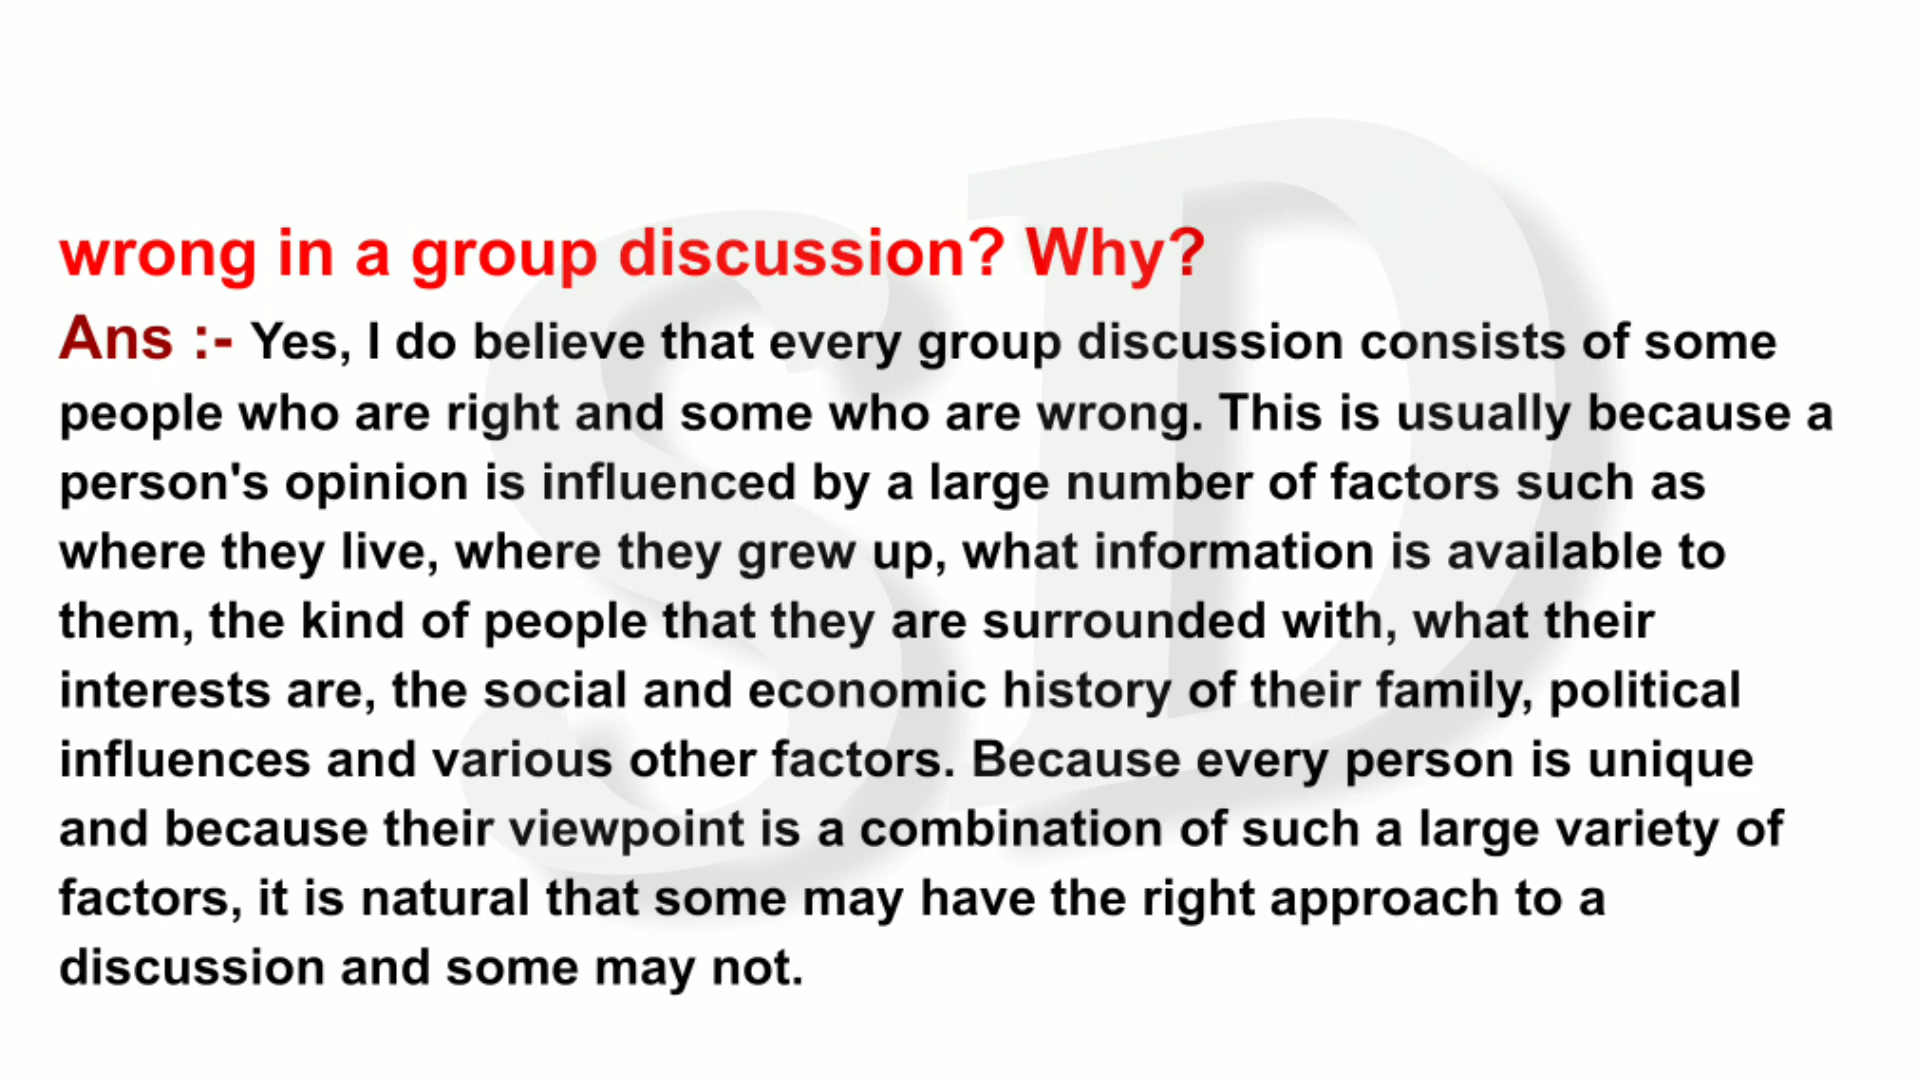 wrong in a group discussion? Why?
Ans :- Yes, I do believe that every group discussion consists of some
people who are right and some who are wrong. This is usually because a
person's opinion is influenced by a large number of factors such as
where they live, where they grew up, what information is available to
them, the kind of people that they are surrounded with, what their
interests are, the social and economic history of their family, political
influences and various other factors. Because every person is unique
and because their viewpoint is a combination of such a large variety of
factors, it is natural that some may have the right approach to a
discussion and some may not.
SD